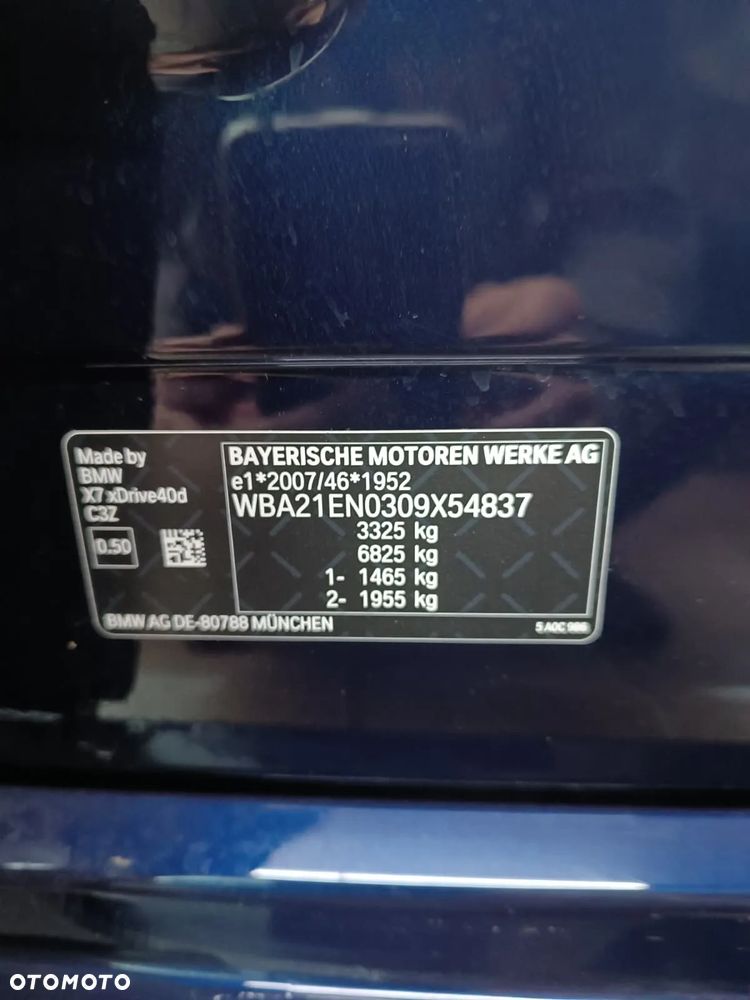 Made by
BMW
X7 xDrive40d
C3Z
0.50
BAYERISCHE MOTOREN WERKE AG
e1*2007/46*1952
WBA21EN0309X54837
3325 kg
6825 kg
1- 1465 kg
2- 1955 kg
BMW AG DE-80788 MÜNCHEN
5 A0C 986
OTOMOTO